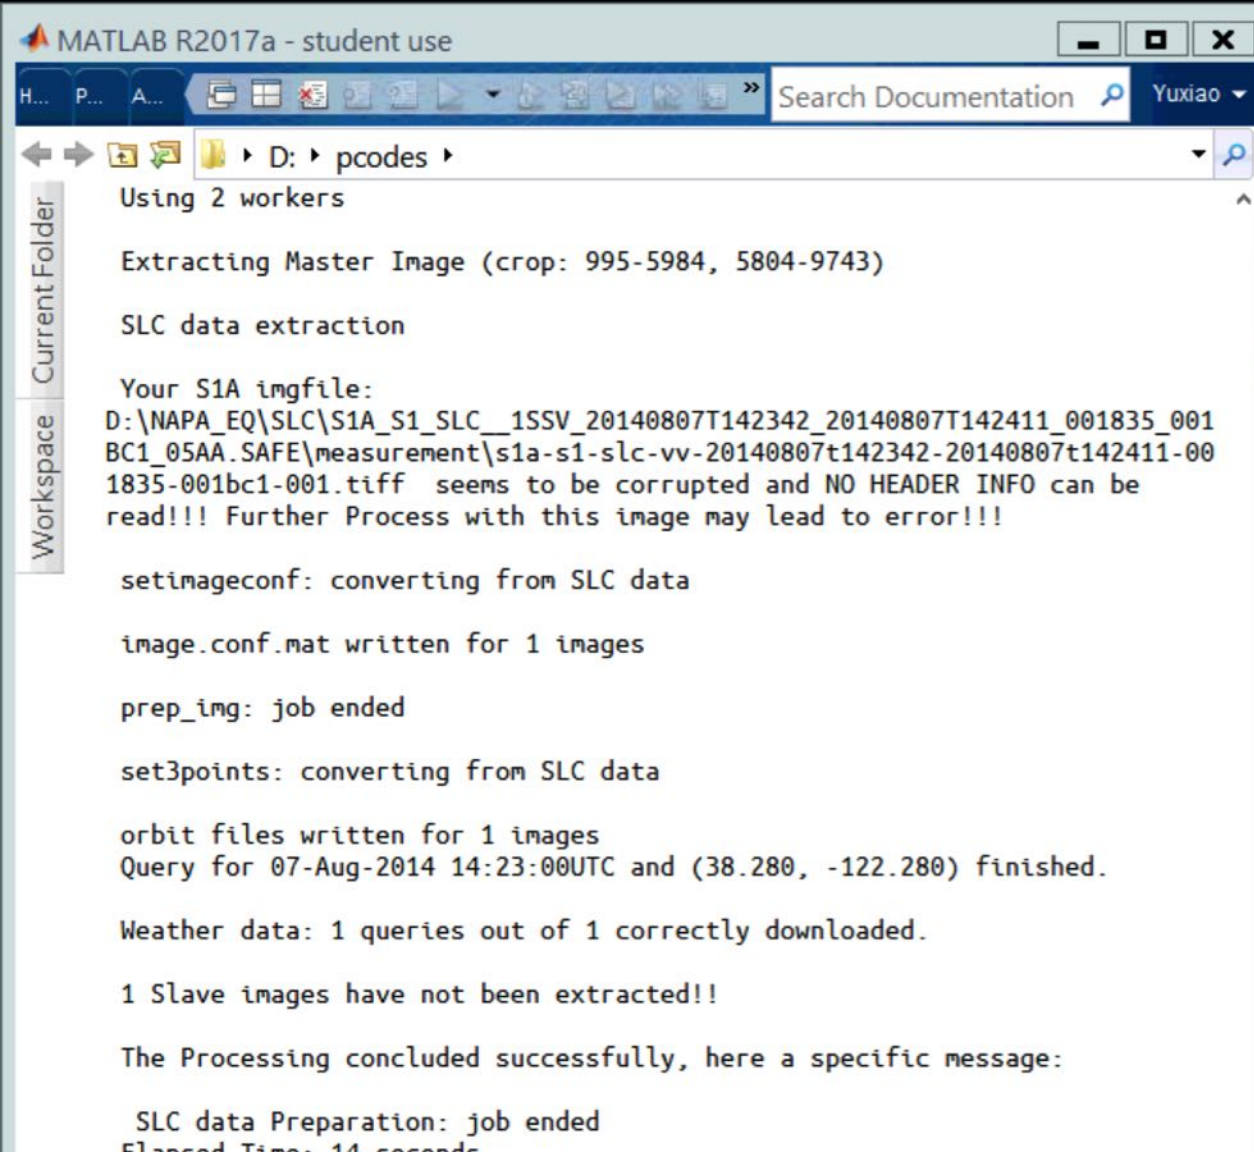 MATLAB R2017a - student use
H... P... A... » Search Documentation Yuxiao
D: pcodes
Current Folder
Workspace
Using 2 workers
Extracting Master Image (crop: 995-5984, 5804-9743)
SLC data extraction
Your S1A imgfile:
D:\NAPA_EQ\SLC\S1A_S1_SLC__1SSV_20140807T142342_20140807T142411_001835_001
BC1_05AA.SAFE\measurement\s1a-s1-slc-vv-20140807t142342-20140807t142411-00
1835-001bc1-001.tiff  seems to be corrupted and NO HEADER INFO can be
read!!! Further Process with this image may lead to error!!!
setimageconf: converting from SLC data
image.conf.mat written for 1 images
prep_img: job ended
set3points: converting from SLC data
orbit files written for 1 images
Query for 07-Aug-2014 14:23:00UTC and (38.280, -122.280) finished.
Weather data: 1 queries out of 1 correctly downloaded.
1 Slave images have not been extracted!!
The Processing concluded successfully, here a specific message:
SLC data Preparation: job ended
Elapsed Time: 14 seconds